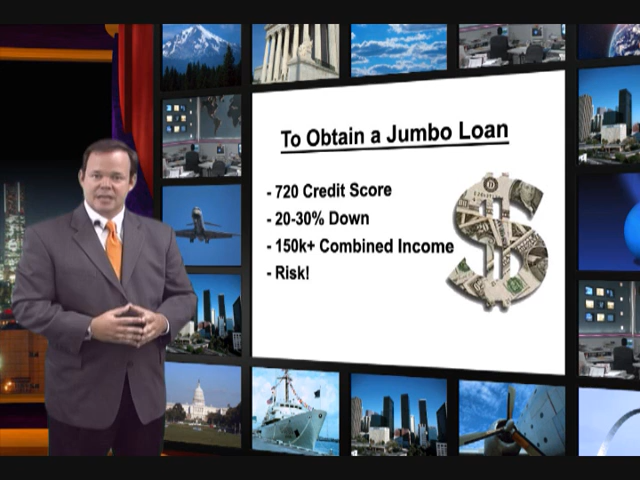 To Obtain a Jumbo Loan
- 720 Credit Score
- 20-30% Down
- 150k+ Combined Income
- Risk!